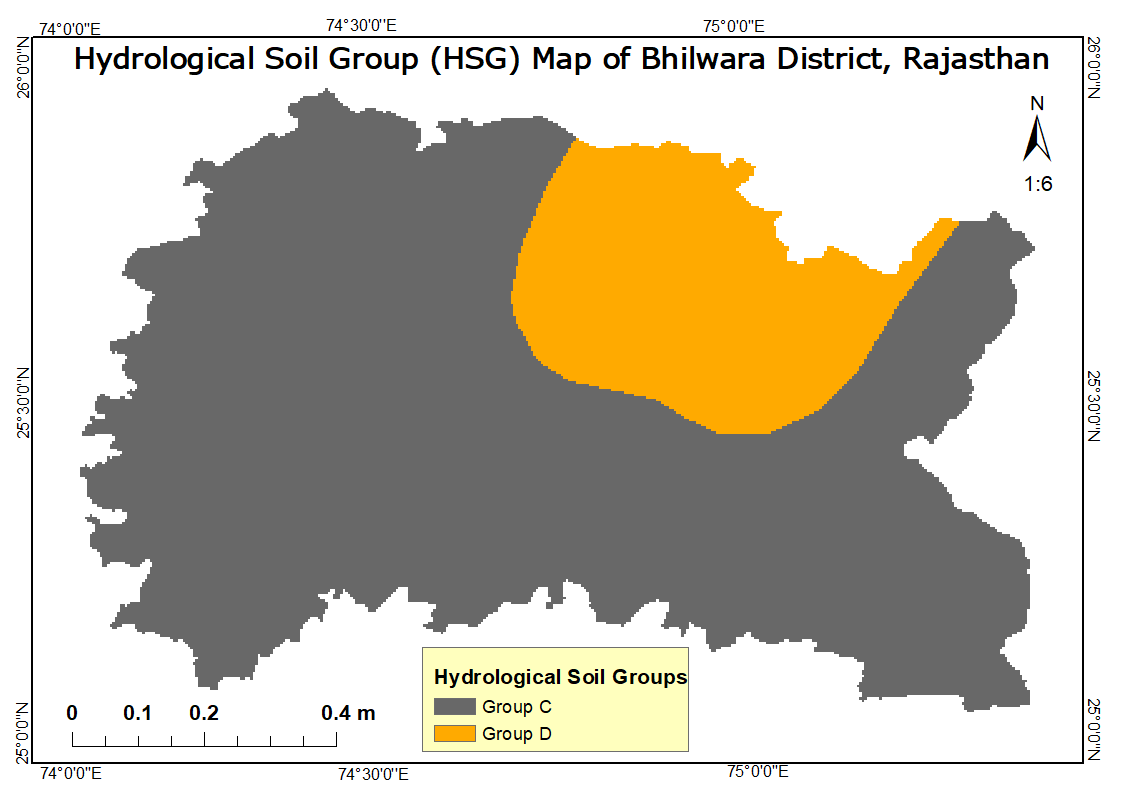 74°0'0"E 74°30'0"E 75°0'0"E
Hydrological Soil Group (HSG) Map of Bhilwara District, Rajasthan
26°0'0"N 26°0'0"N
N
1:6
25°30'0"N 25°30'0"N
Hydrological Soil Groups
Group C
Group D
0 0.1 0.2 0.4 m
25°0'0"N 25°0'0"N
74°0'0"E 74°30'0"E 75°0'0"E